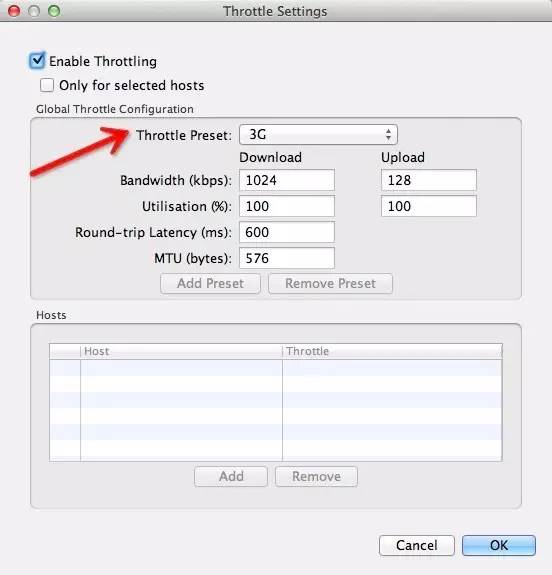 Throttle Settings
Enable Throttling
Only for selected hosts
Global Throttle Configuration
Throttle Preset: 3G
Download Upload
Bandwidth (kbps): 1024 128
Utilisation (%): 100 100
Round-trip Latency (ms): 600
MTU (bytes): 576
Add Preset Remove Preset
Hosts
Host Throttle
Add Remove
Cancel OK